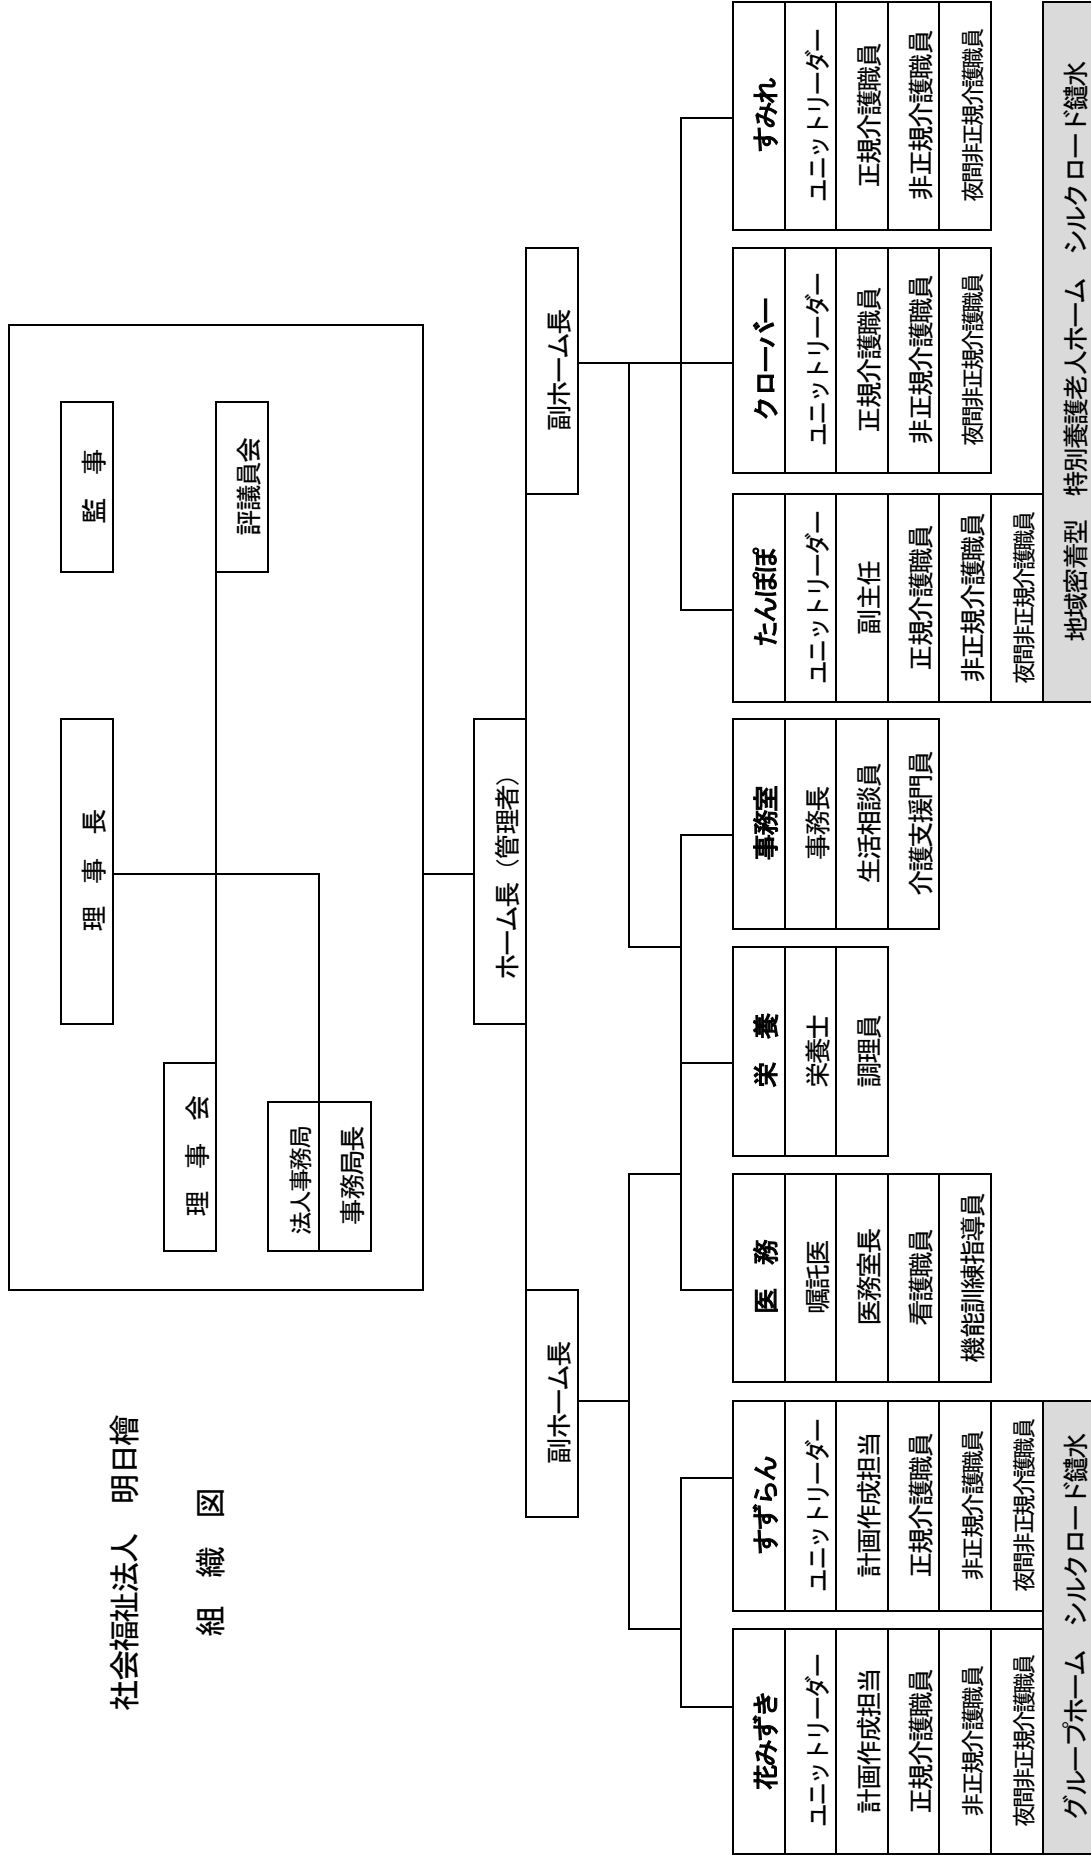 社会福祉法人　明日檜
組　織　図
理　事　長
監　事
理　事　会
評議員会
法人事務局
事務局長
ホーム長（管理者）
副ホーム長
副ホーム長
花みずき
ユニットリーダー
計画作成担当
正規介護職員
非正規介護職員
夜間非正規介護職員
すずらん
ユニットリーダー
計画作成担当
正規介護職員
非正規介護職員
夜間非正規介護職員
グループホーム　シルクロード鑓水
医　務
嘱託医
医務室長
看護職員
機能訓練指導員
栄　養
栄養士
調理員
事務室
事務長
生活相談員
介護支援門員
たんぽぽ
ユニットリーダー
副主任
正規介護職員
非正規介護職員
夜間非正規介護職員
クローバー
ユニットリーダー
正規介護職員
非正規介護職員
夜間非正規介護職員
すみれ
ユニットリーダー
正規介護職員
非正規介護職員
夜間非正規介護職員
地域密着型　特別養護老人ホーム　シルクロード鑓水